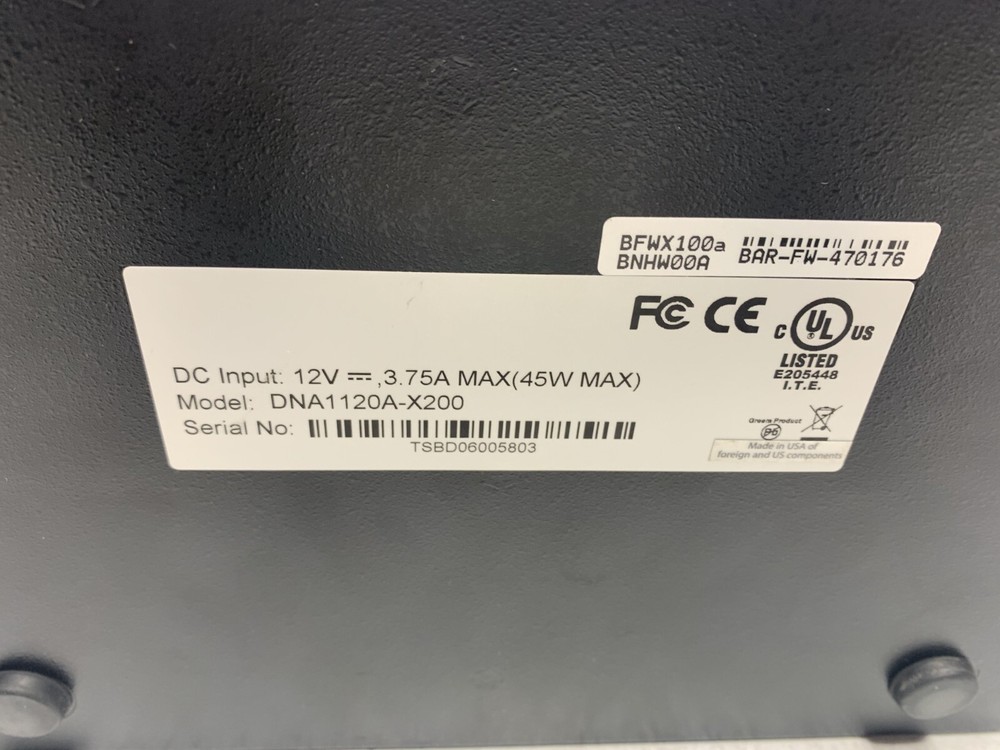 BFWX100a
BNHW00A
BAR-FW-470176
FC CE C UL US
LISTED
E205448
I.T.E.
DC Input: 12V ⎓,3.75A MAX(45W MAX)
Model: DNA1120A-X200
Serial No:
TSBD06005803
Green Product
Made in USA of
foreign and US components